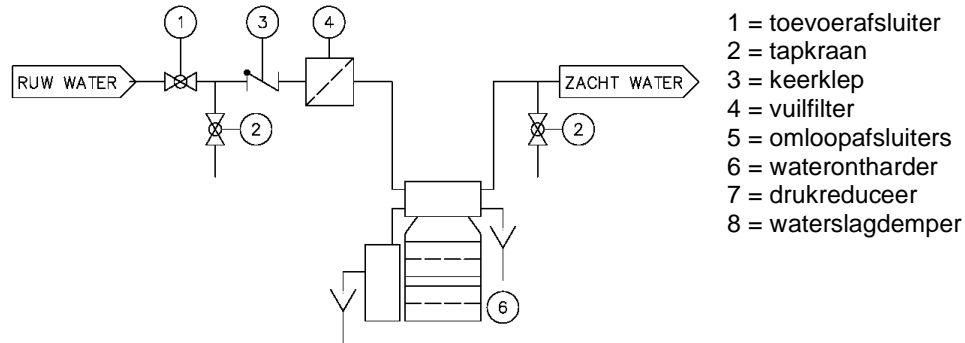 1
3
4
RUW WATER
ZACHT WATER
2
2
6
1 = toevoerafsluiter
2 = tapkraan
3 = keerklep
4 = vuilfilter
5 = omloopafsluiters
6 = waterontharder
7 = drukreduceer
8 = waterslagdemper